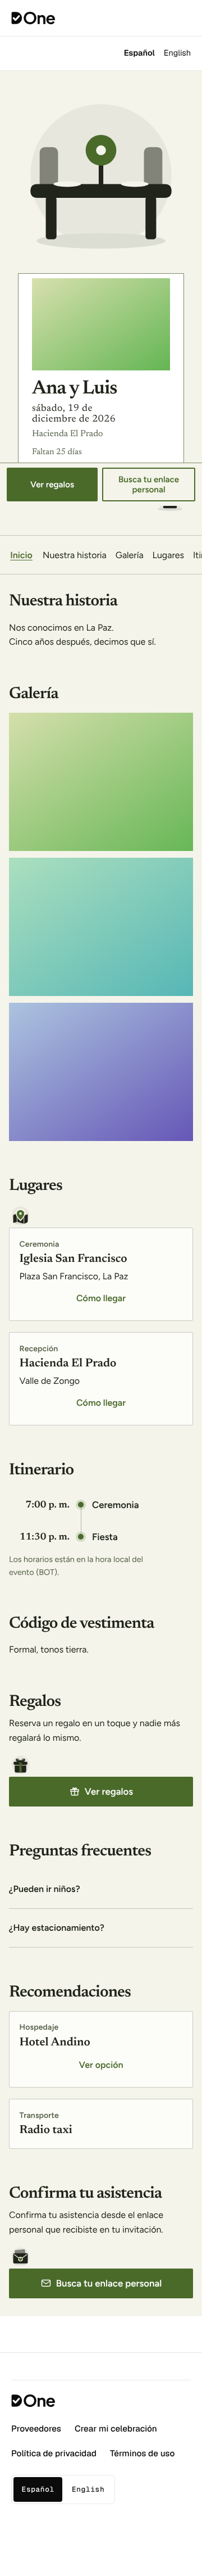 One
Español English
Ana y Luis
sábado, 19 de
diciembre de 2026
Hacienda El Prado
Faltan 25 días
Ver regalos
Busca tu enlace
personal
Inicio Nuestra historia Galería Lugares
Nuestra historia
Nos conocimos en La Paz.
Cinco años después, decimos que sí.
Galería
Lugares
Ceremonia
Iglesia San Francisco
Plaza San Francisco, La Paz
Cómo llegar
Recepción
Hacienda El Prado
Valle de Zongo
Cómo llegar
Itinerario
7:00 p. m. Ceremonia
11:30 p. m. Fiesta
Los horarios están en la hora local del
evento (BOT).
Código de vestimenta
Formal, tonos tierra.
Regalos
Reserva un regalo en un toque y nadie más
regalará lo mismo.
Ver regalos
Preguntas frecuentes
¿Pueden ir niños?
¿Hay estacionamiento?
Recomendaciones
Hospedaje
Hotel Andino
Ver opción
Transporte
Radio taxi
Confirma tu asistencia
Confirma tu asistencia desde el enlace
personal que recibiste en tu invitación.
Busca tu enlace personal
One
Proveedores Crear mi celebración
Política de privacidad Términos de uso
Español English